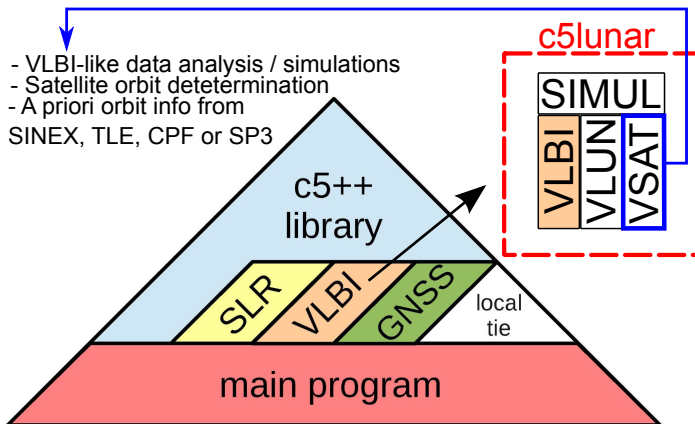 c5lunar
- VLBI-like data analysis / simulations
- Satellite orbit detetermination
- A priori orbit info from
SINEX, TLE, CPF or SP3
SIMUL
VLBI
VLUN
VSAT
c5++
library
SLR
VLBI
GNSS
local
tie
main program